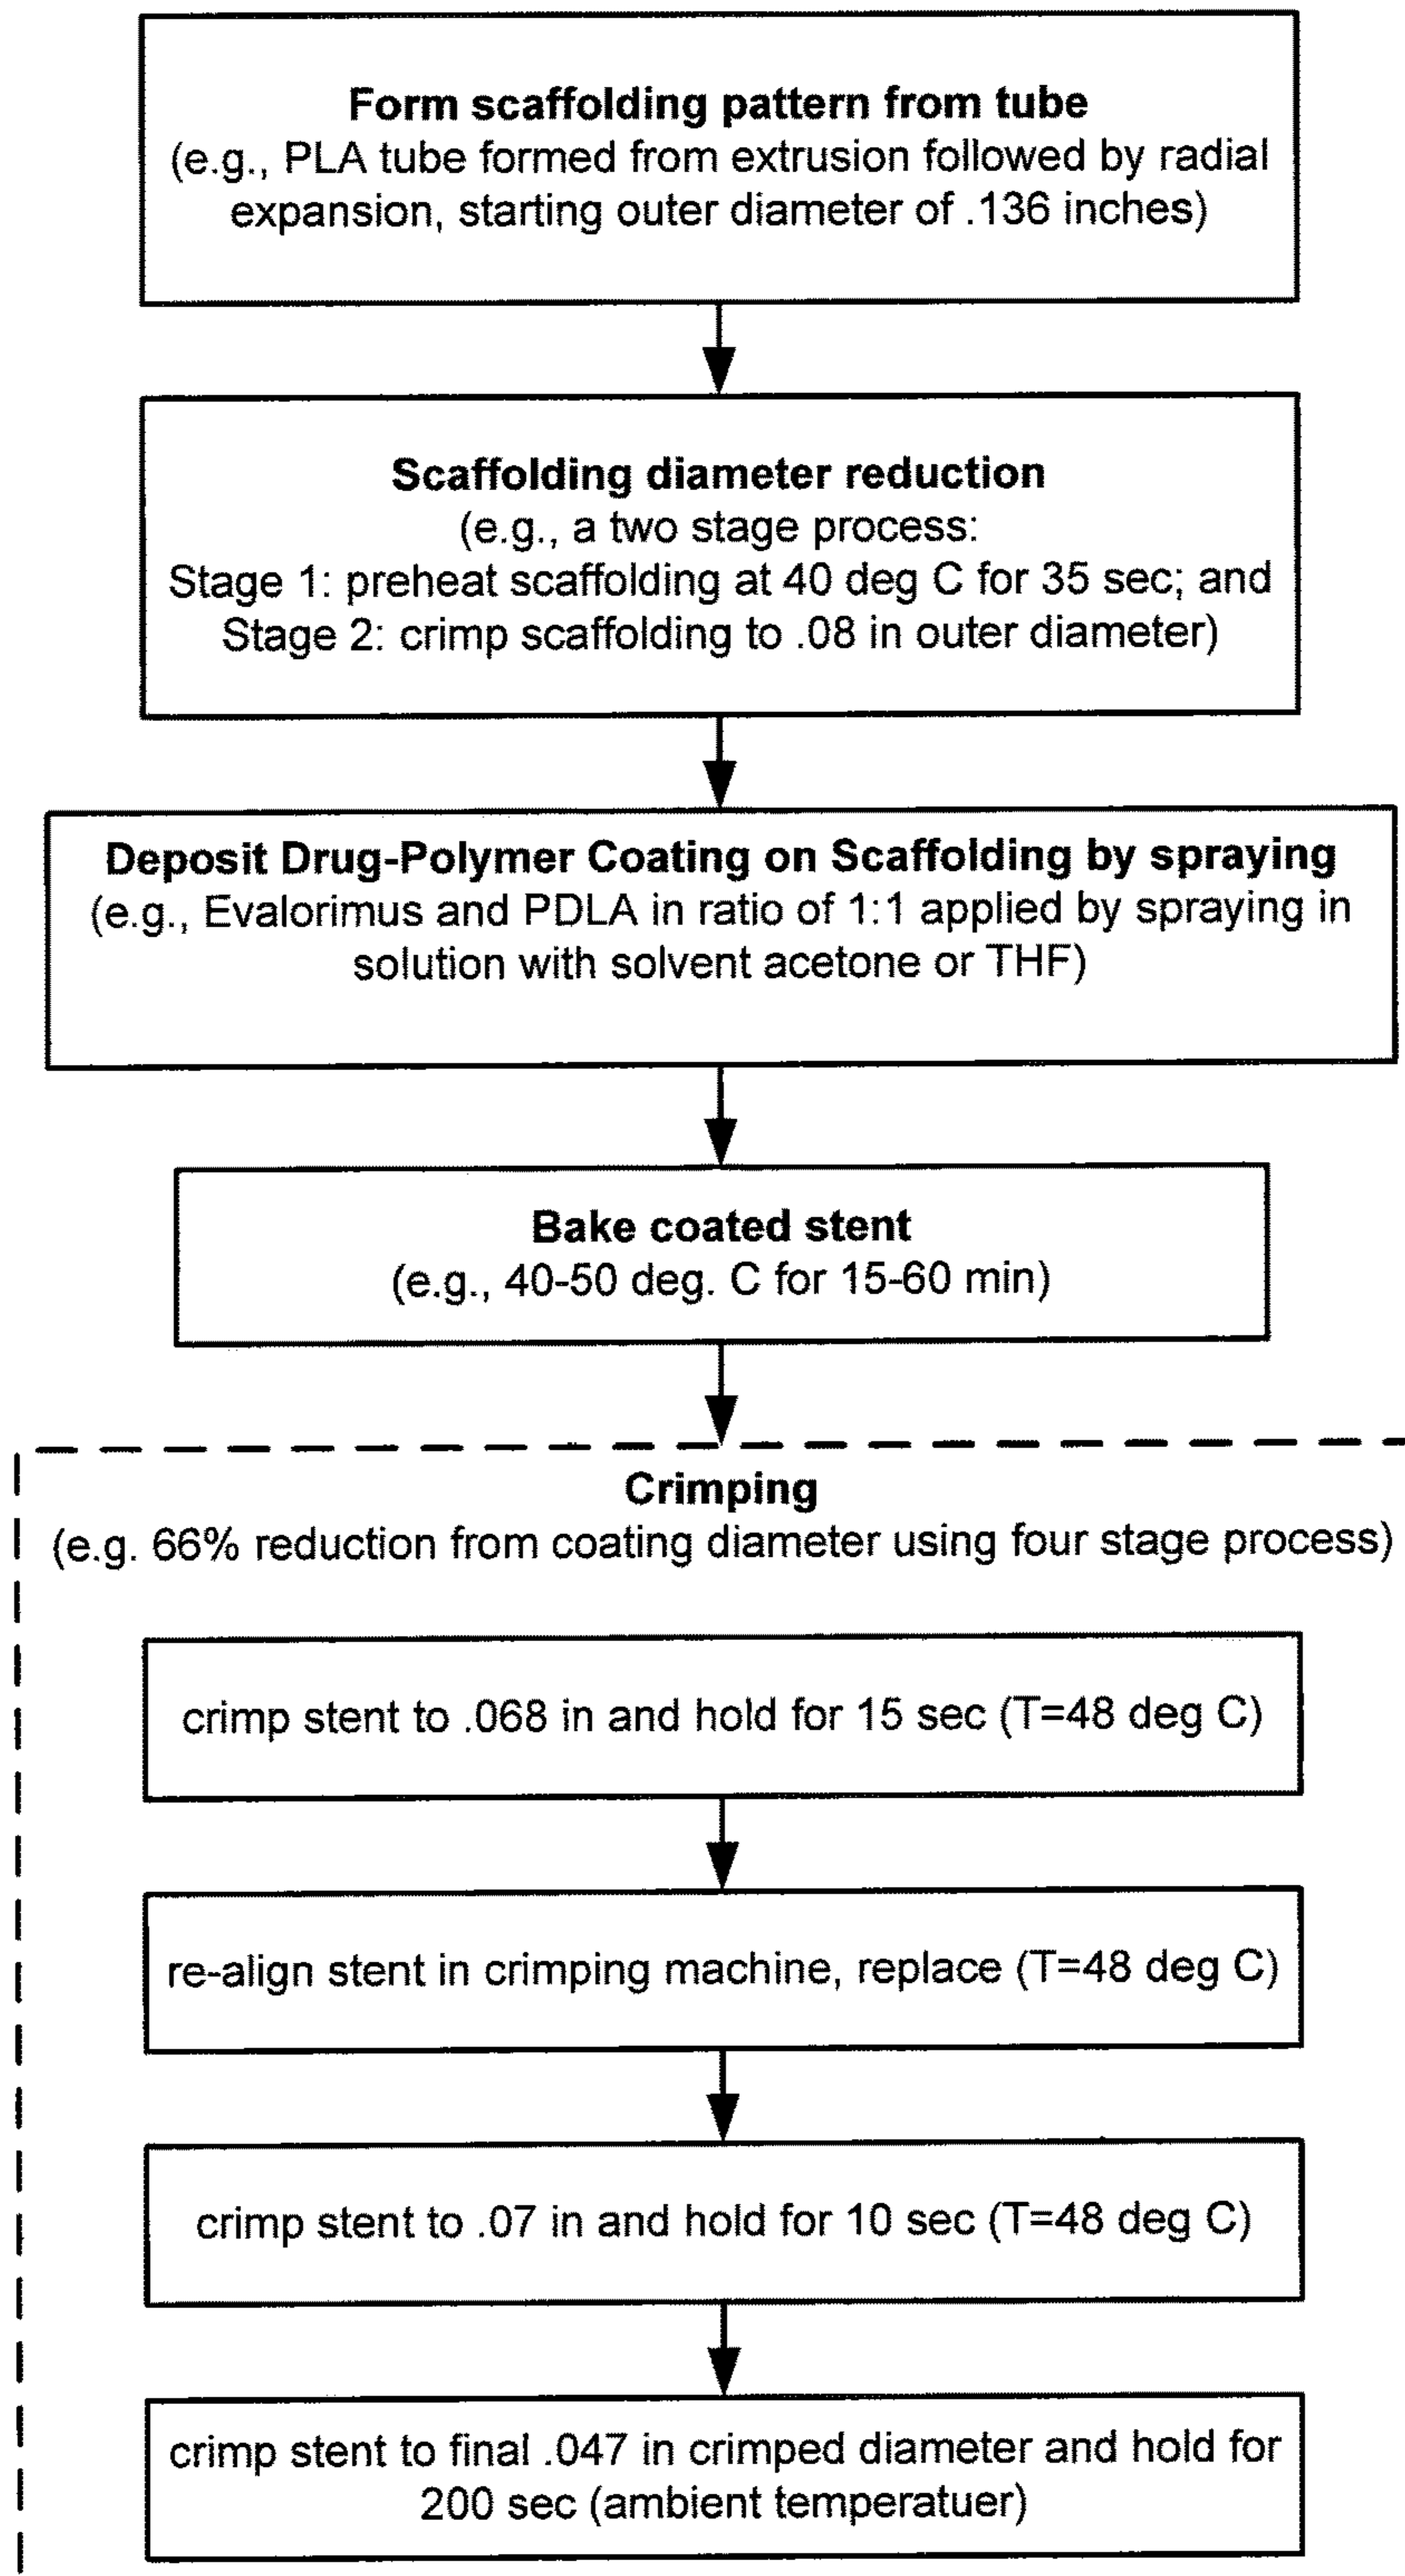 Form scaffolding pattern from tube
(e.g., PLA tube formed from extrusion followed by radial
expansion, starting outer diameter of .136 inches)
Scaffolding diameter reduction
(e.g., a two stage process:
Stage 1: preheat scaffolding at 40 deg C for 35 sec; and
Stage 2: crimp scaffolding to .08 in outer diameter)
Deposit Drug-Polymer Coating on Scaffolding by spraying
(e.g., Evalorimus and PDLA in ratio of 1:1 applied by spraying in
solution with solvent acetone or THF)
Bake coated stent
(e.g., 40-50 deg. C for 15-60 min)
Crimping
(e.g. 66% reduction from coating diameter using four stage process)
crimp stent to .068 in and hold for 15 sec (T=48 deg C)
re-align stent in crimping machine, replace (T=48 deg C)
crimp stent to .07 in and hold for 10 sec (T=48 deg C)
crimp stent to final .047 in crimped diameter and hold for
200 sec (ambient temperatuer)